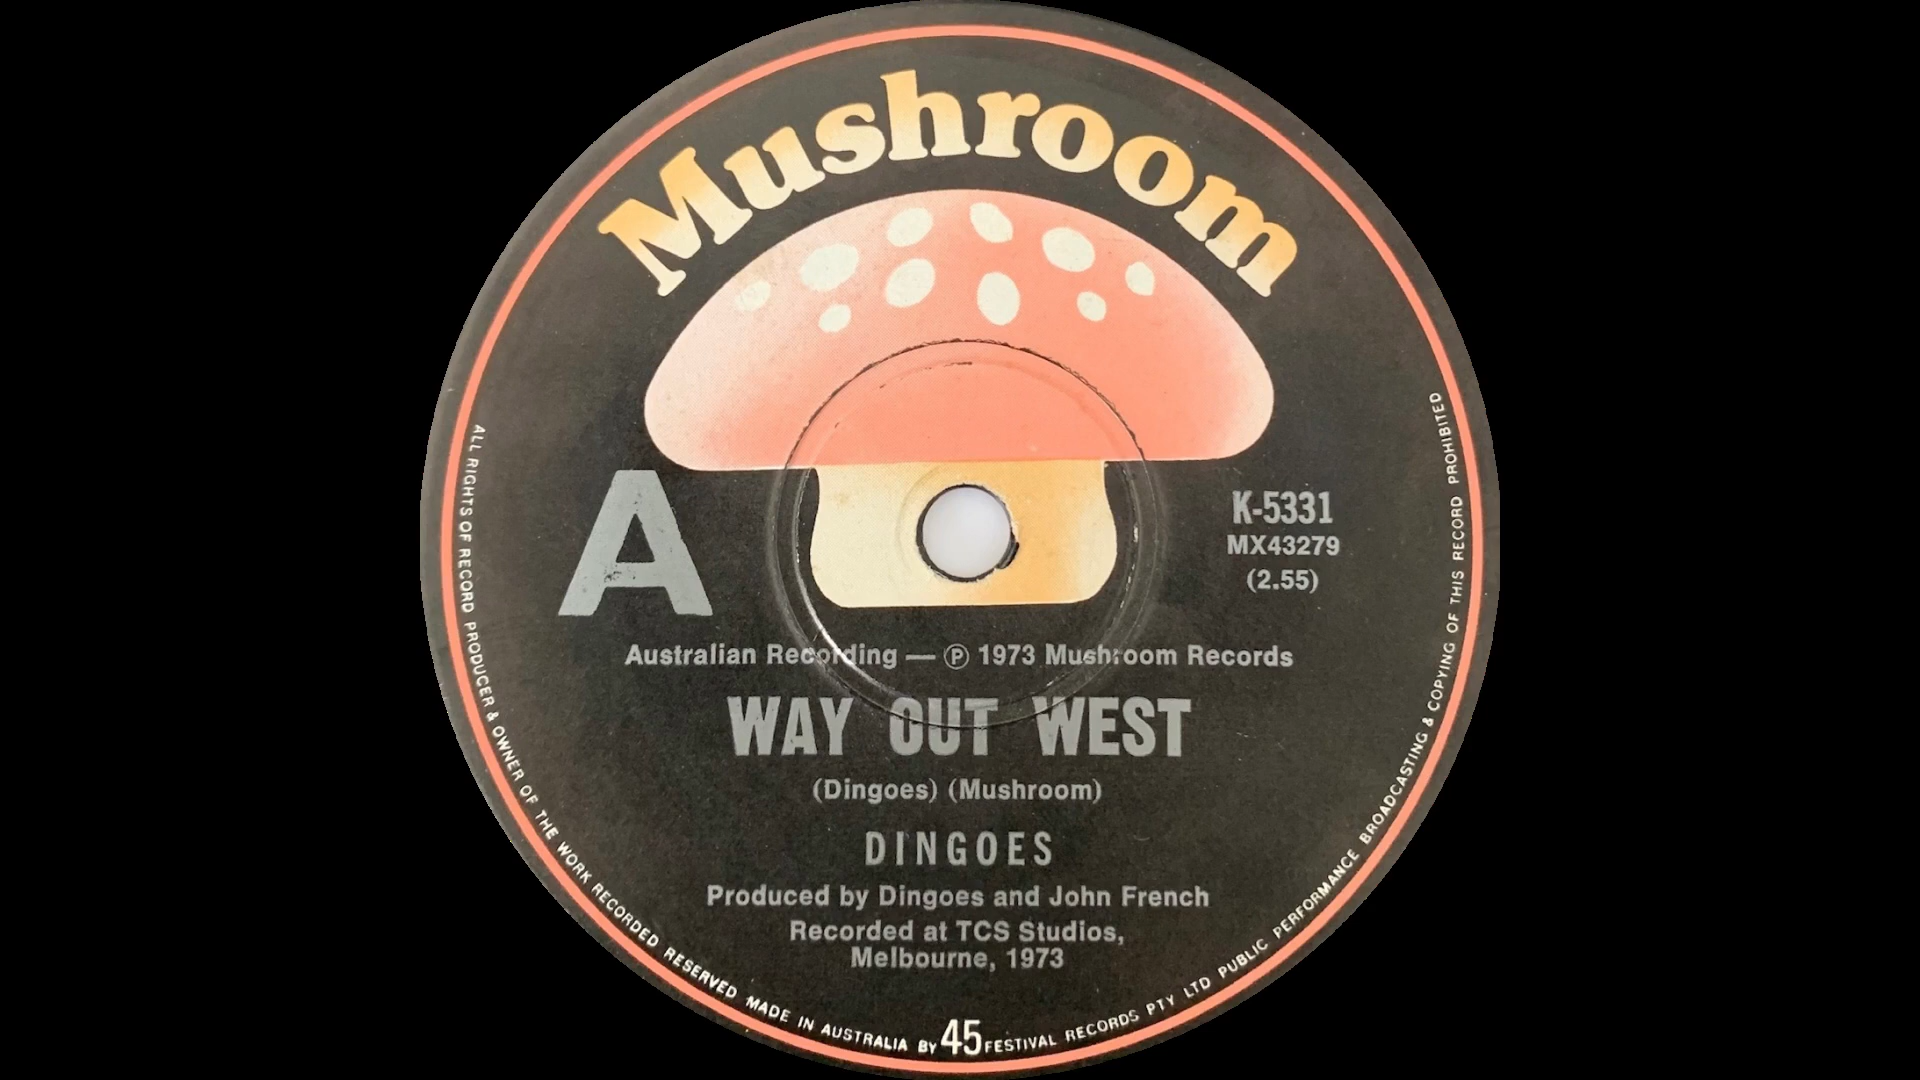 Mushroom
A
K-5331
MX43279
(2.55)
Australian Recording — Ⓟ 1973 Mushroom Records
WAY OUT WEST
(Dingoes) (Mushroom)
DINGOES
Produced by Dingoes and John French
Recorded at TCS Studios,
Melbourne, 1973
45
ALL RIGHTS OF RECORD PRODUCER & OWNER OF THE WORK RECORDED RESERVED MADE IN AUSTRALIA BY FESTIVAL RECORDS PTY LTD PUBLIC PERFORMANCE BROADCASTING & COPYING OF THIS RECORD PROHIBITED